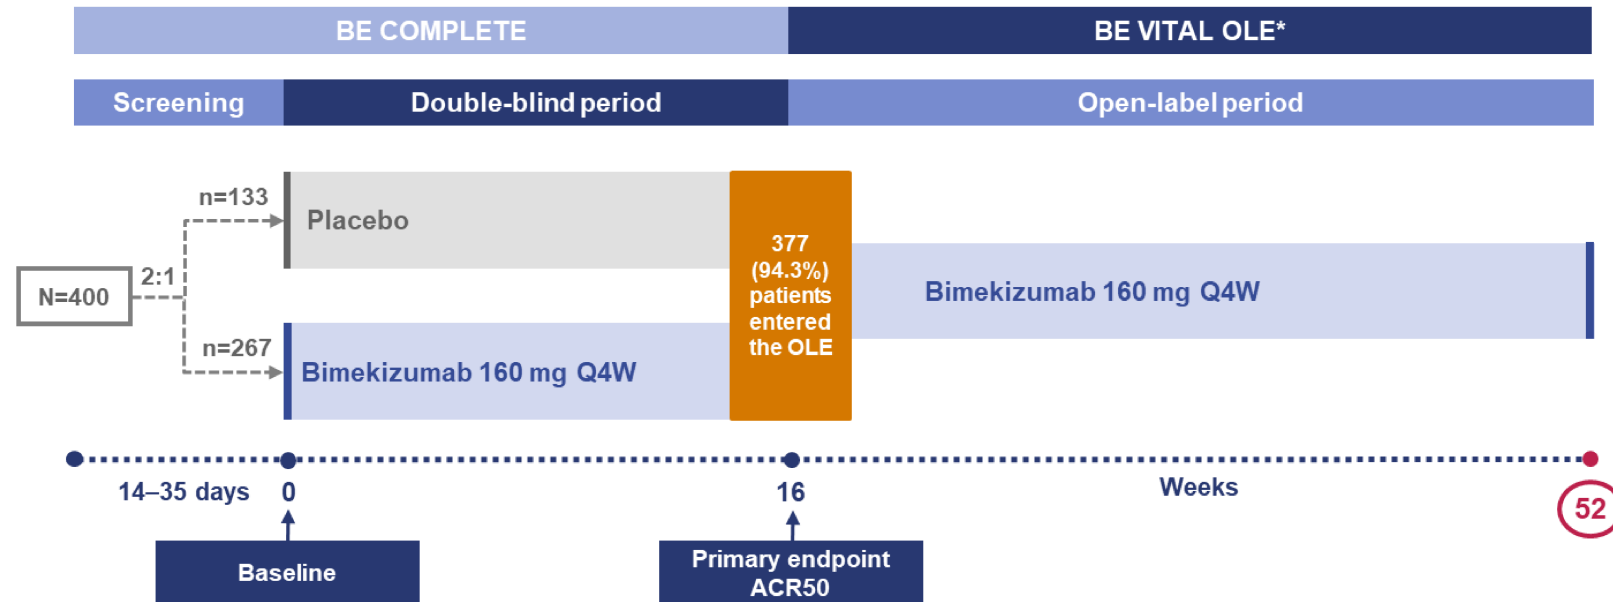 BE COMPLETE
BE VITAL OLE*
Screening
Double-blind period
Open-label period
n=133
Placebo
N=400
2:1
n=267
Bimekizumab 160 mg Q4W
377
(94.3%)
patients
entered
the OLE
Bimekizumab 160 mg Q4W
14–35 days
0
16
Weeks
52
Baseline
Primary endpoint
ACR50